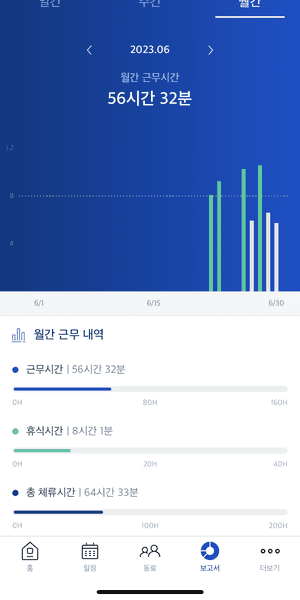 일간 주간 월간
2023.06
월간 근무시간
56시간 32분
12
8
4
6/1 6/15 6/30
월간 근무 내역
근무시간 | 56시간 32분
0H 80H 160H
휴식시간 | 8시간 1분
0H 20H 40H
총 체류시간 | 64시간 33분
0H 100H 200H
홈 일정 동료 보고서 더보기